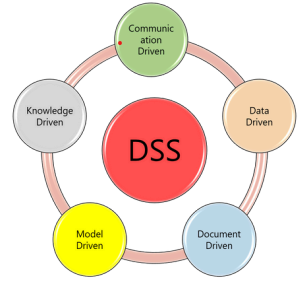 Communic
ation
Driven
Knowledge
Driven
Data
Driven
DSS
Model
Driven
Document
Driven